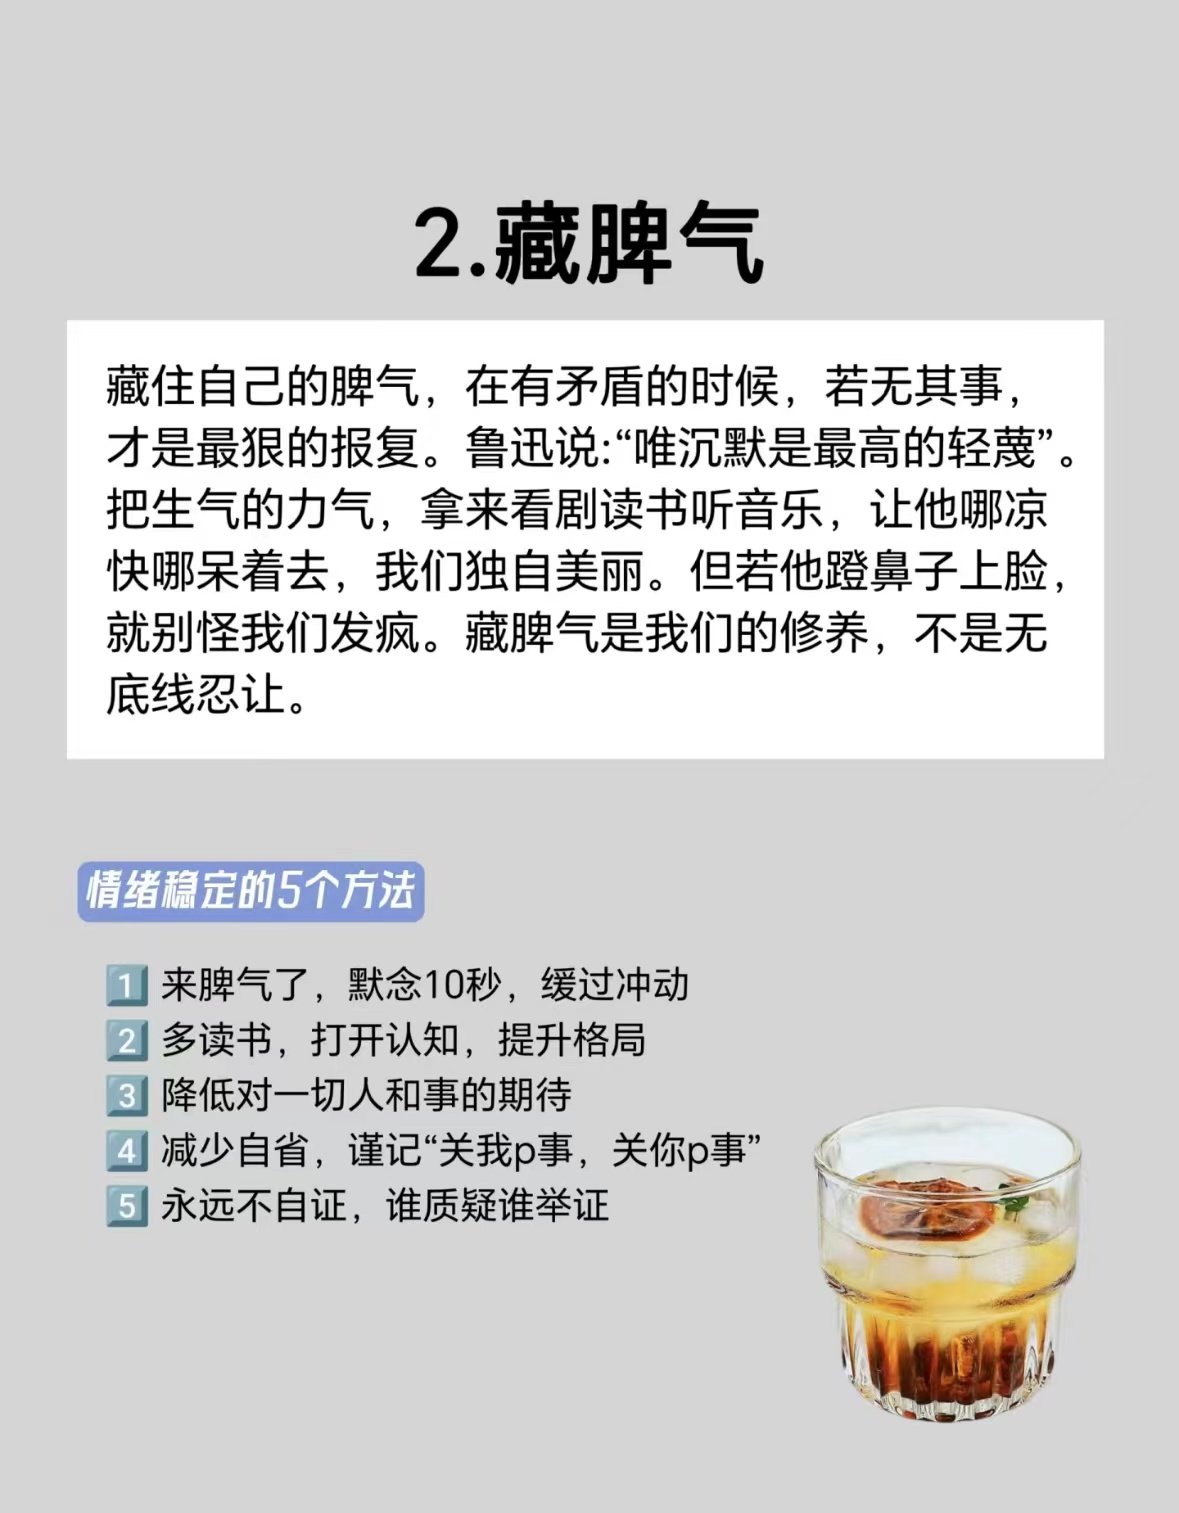 2.藏脾气
藏住自己的脾气，在有矛盾的时候，若无其事，
才是最狠的报复。鲁迅说:“唯沉默是最高的轻蔑”。
把生气的力气，拿来看剧读书听音乐，让他哪凉
快哪呆着去，我们独自美丽。但若他蹬鼻子上脸，
就别怪我们发疯。藏脾气是我们的修养，不是无
底线忍让。
情绪稳定的5个方法
1 来脾气了，默念10秒，缓过冲动
2 多读书，打开认知，提升格局
3 降低对一切人和事的期待
4 减少自省，谨记“关我p事，关你p事”
5 永远不自证，谁质疑谁举证